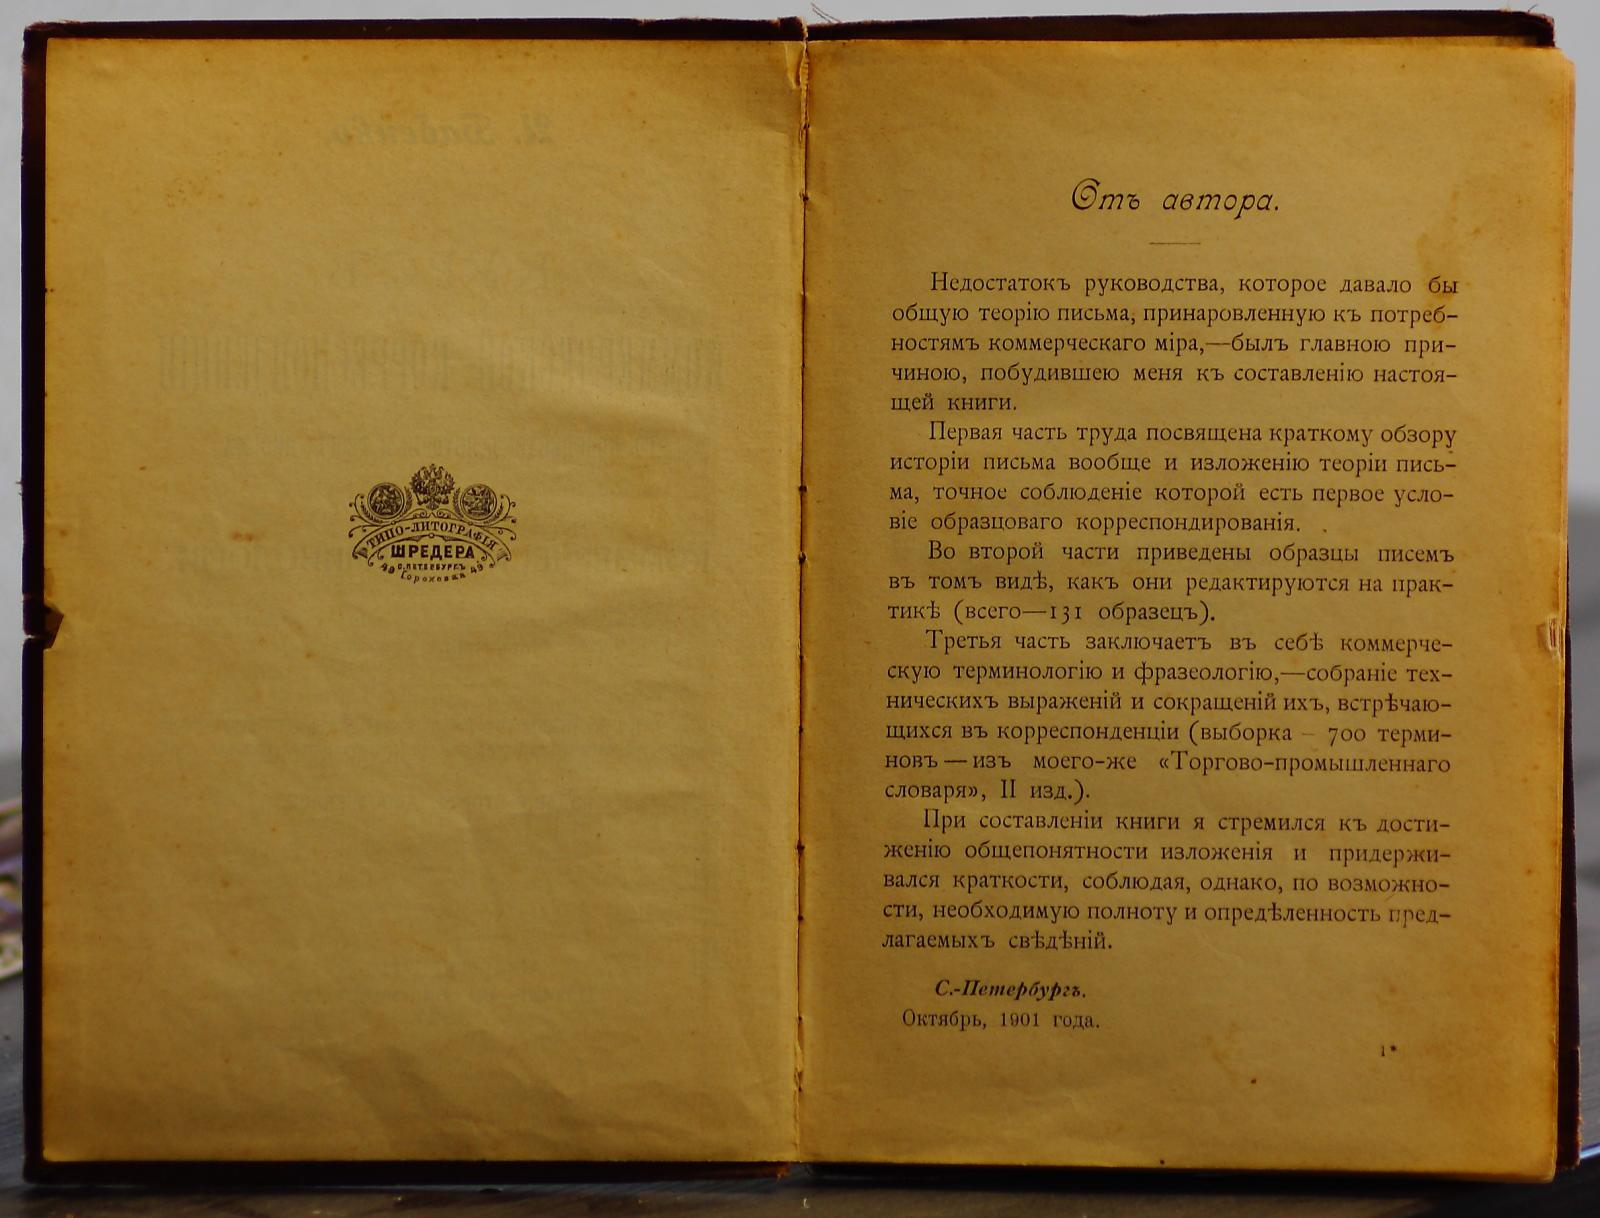 ТИПО-ЛИТОГРАФІЯ
ШРЕДЕРА
С.ПЕТЕРБУРГЪ
49 Гороховая 49
Отъ автора.
Недостатокъ руководства, которое давало бы
общую теорію письма, принаровленную къ потреб-
ностямъ коммерческаго міра,—былъ главною при-
чиною, побудившею меня къ составленію настоя-
щей книги.
Первая часть труда посвящена краткому обзору
исторіи письма вообще и изложенію теоріи пись-
ма, точное соблюденіе которой есть первое усло-
віе образцоваго корреспондированія.
Во второй части приведены образцы писемъ
въ томъ видѣ, какъ они редактируются на прак-
тикѣ (всего—131 образецъ).
Третья часть заключаетъ въ себѣ коммерче-
скую терминологію и фразеологію,—собраніе тех-
ническихъ выраженій и сокращеній ихъ, встрѣчаю-
щихся въ корреспонденціи (выборка – 700 терми-
новъ — изъ моего-же «Торгово-промышленнаго
словаря», II изд.).
При составленіи книги я стремился къ дости-
женію общепонятности изложенія и придержи-
вался краткости, соблюдая, однако, по возможно-
сти, необходимую полноту и опредѣленность пред-
лагаемыхъ свѣдѣній.
С.-Петербургъ.
Октябрь, 1901 года.
1*